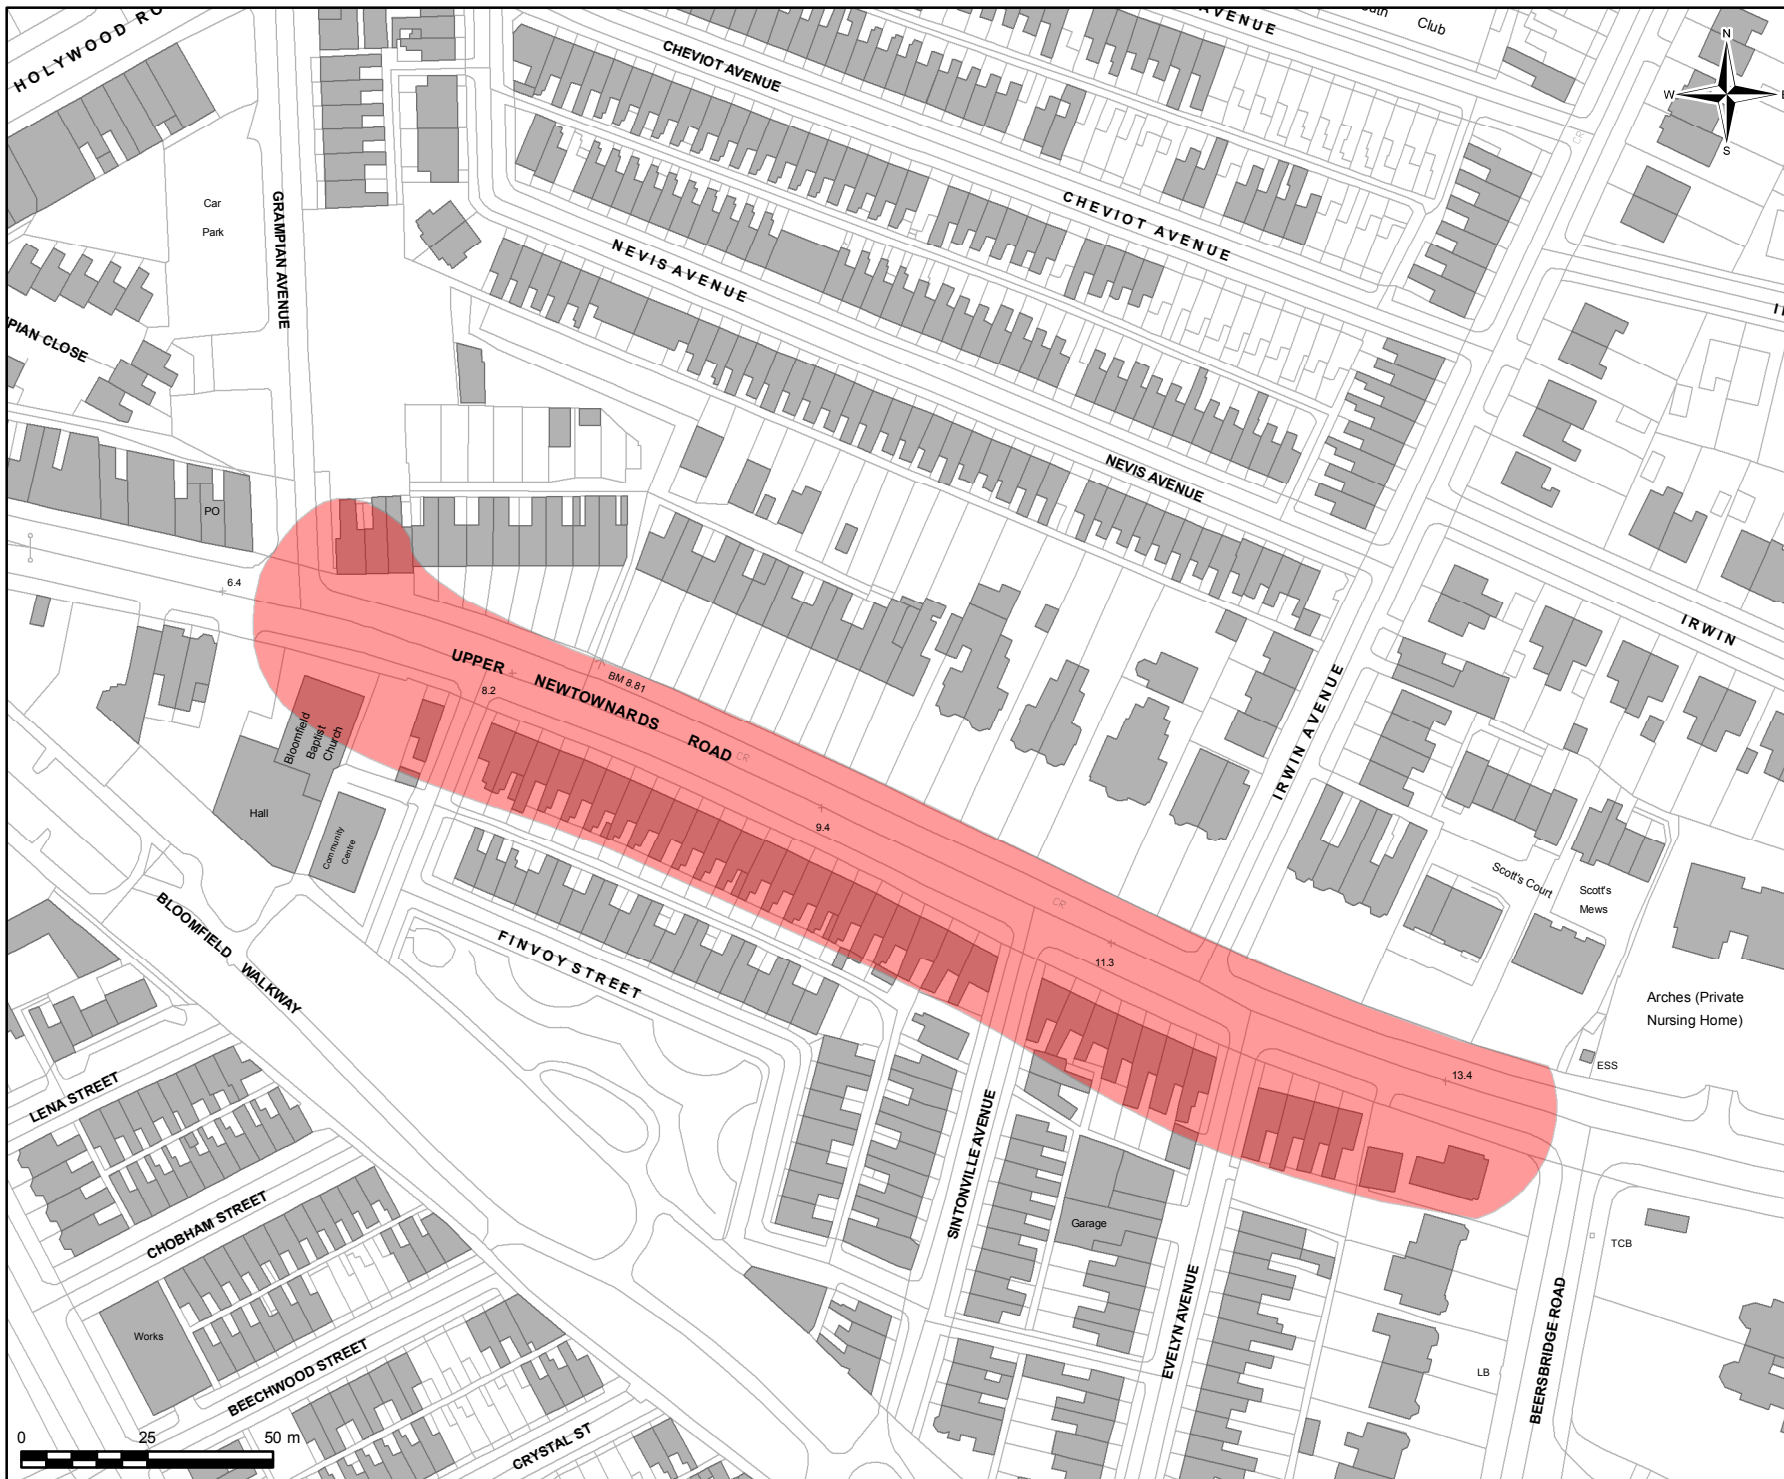 HOLYWOOD RO
AVENUE
outh
Club
CHEVIOT AVENUE
N
W
E
S
CR
Car
Park
GRAMPIAN AVENUE
CHEVIOT AVENUE
NEVIS AVENUE
PIAN CLOSE
NEVIS AVENUE
PO
6.4
IRWIN
UPPER NEWTOWNARDS ROAD
BM 8.81
8.2
CR
IRWIN AVENUE
Bloomfield
Baptist
Church
Hall
Community
Centre
9.4
Scott's Court
Scott's
Mews
CR
11.3
BLOOMFIELD WALKWAY
FINVOY STREET
Arches (Private
Nursing Home)
ESS
13.4
LENA STREET
SINTONVILLE AVENUE
CHOBHAM STREET
Garage
TCB
EVELYN AVENUE
BEERSBRIDGE ROAD
Works
BEECHWOOD STREET
LB
CRYSTAL ST
0 25 50 m